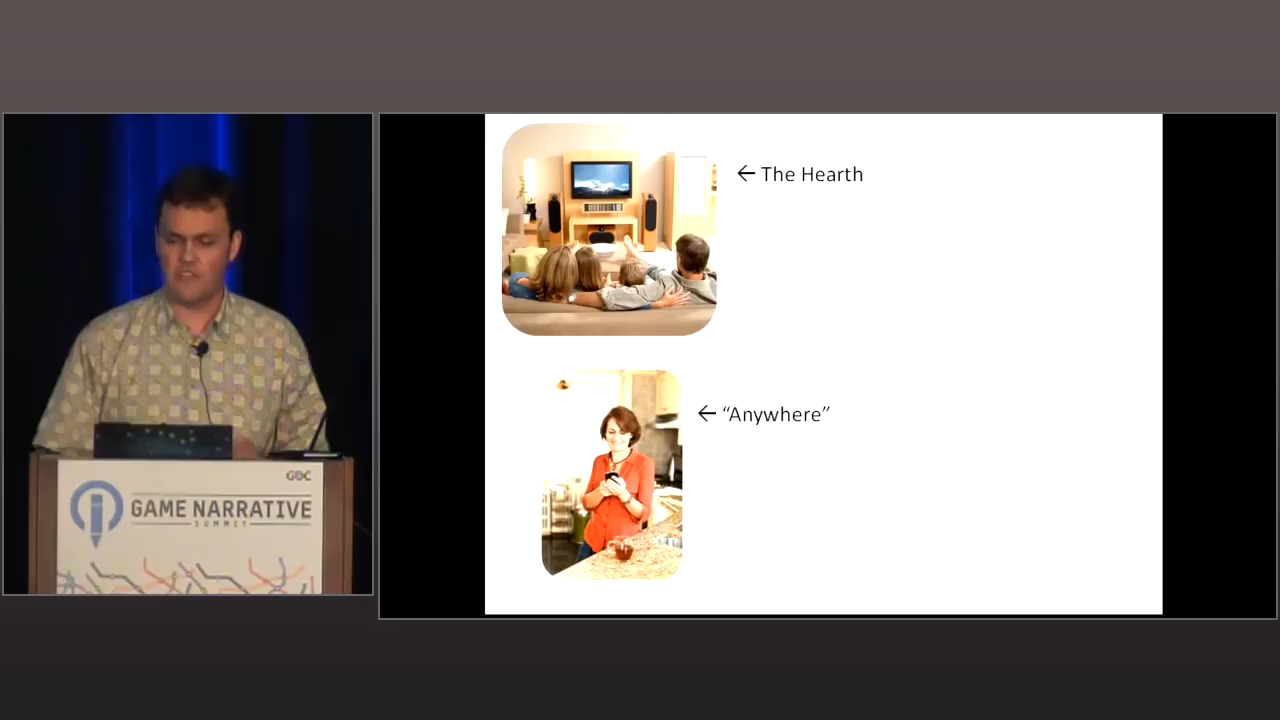 ← The Hearth
← “Anywhere”
GDC
GAME NARRATIVE
SUMMIT